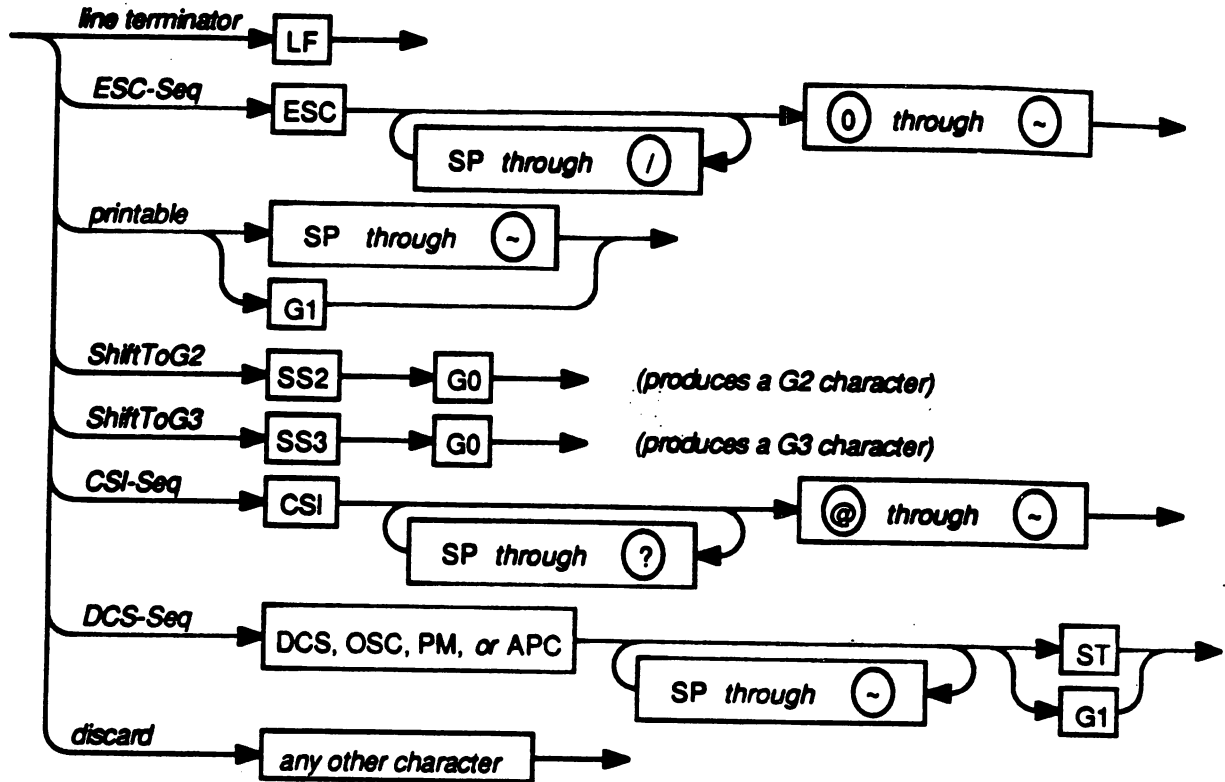 line terminator LF
ESC-Seq ESC 0 through ~
SP through /
printable SP through ~
G1
ShiftToG2 SS2 G0 (produces a G2 character)
ShiftToG3 SS3 G0 (produces a G3 character)
CSI-Seq CSI @ through ~
SP through ?
DCS-Seq DCS, OSC, PM, or APC ST
SP through ~ G1
discard any other character